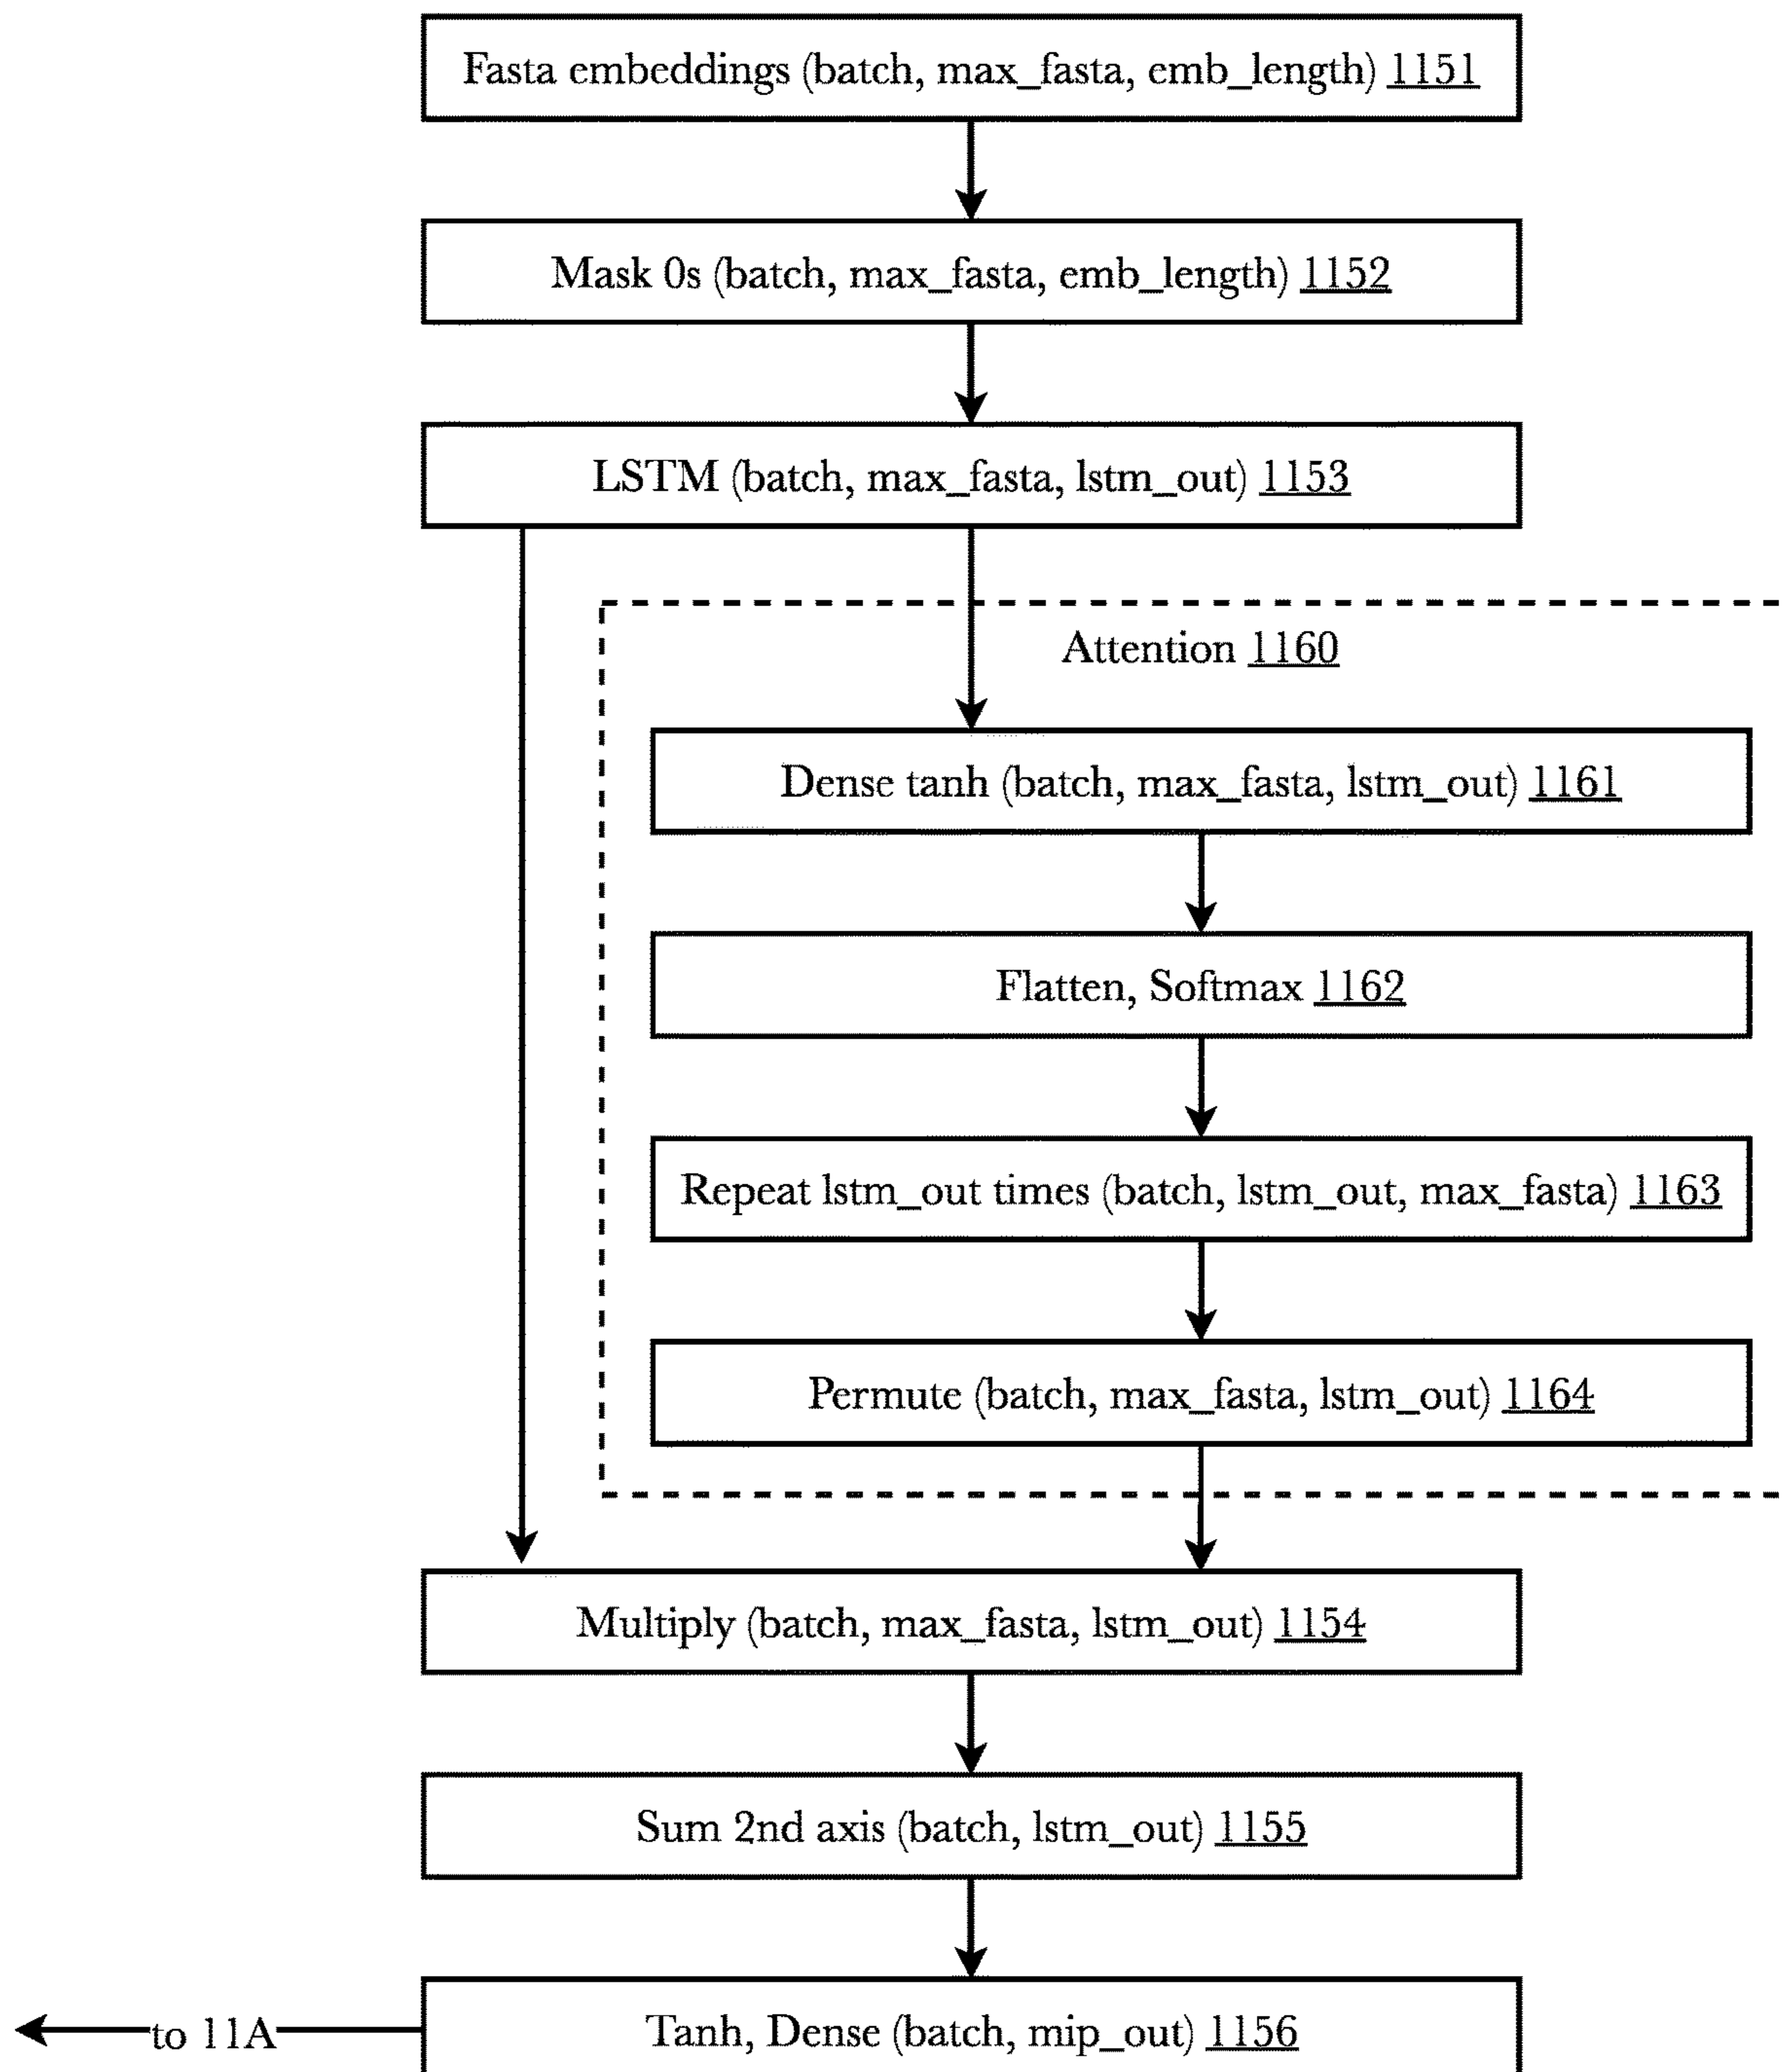 Fasta embeddings (batch, max_fasta, emb_length) 1151
Mask 0s (batch, max_fasta, emb_length) 1152
LSTM (batch, max_fasta, lstm_out) 1153
Attention 1160
Dense tanh (batch, max_fasta, lstm_out) 1161
Flatten, Softmax 1162
Repeat lstm_out times (batch, lstm_out, max_fasta) 1163
Permute (batch, max_fasta, lstm_out) 1164
Multiply (batch, max_fasta, lstm_out) 1154
Sum 2nd axis (batch, lstm_out) 1155
Tanh, Dense (batch, mip_out) 1156
to 11A